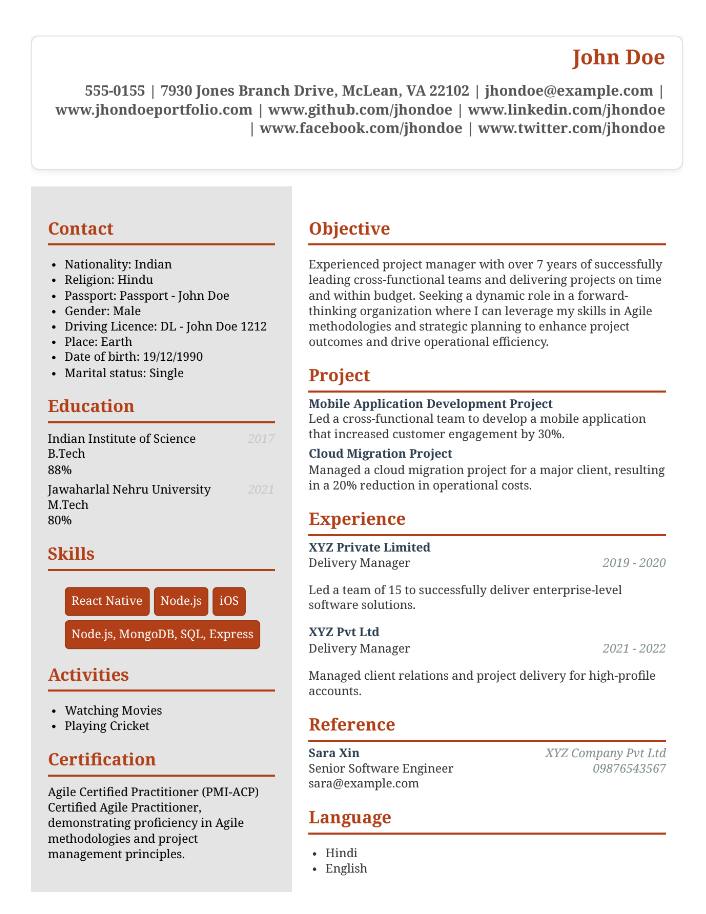 John Doe
555-0155 | 7930 Jones Branch Drive, McLean, VA 22102 | jhondoe@example.com |
www.jhondoeportfolio.com | www.github.com/jhondoe | www.linkedin.com/jhondoe
| www.facebook.com/jhondoe | www.twitter.com/jhondoe
Contact
• Nationality: Indian
• Religion: Hindu
• Passport: Passport - John Doe
• Gender: Male
• Driving Licence: DL - John Doe 1212
• Place: Earth
• Date of birth: 19/12/1990
• Marital status: Single
Education
Indian Institute of Science 2017
B.Tech
88%
Jawaharlal Nehru University 2021
M.Tech
80%
Skills
React Native Node.js iOS
Node.js, MongoDB, SQL, Express
Activities
• Watching Movies
• Playing Cricket
Certification
Agile Certified Practitioner (PMI-ACP)
Certified Agile Practitioner,
demonstrating proficiency in Agile
methodologies and project
management principles.
Objective
Experienced project manager with over 7 years of successfully
leading cross-functional teams and delivering projects on time
and within budget. Seeking a dynamic role in a forward-
thinking organization where I can leverage my skills in Agile
methodologies and strategic planning to enhance project
outcomes and drive operational efficiency.
Project
Mobile Application Development Project
Led a cross-functional team to develop a mobile application
that increased customer engagement by 30%.
Cloud Migration Project
Managed a cloud migration project for a major client, resulting
in a 20% reduction in operational costs.
Experience
XYZ Private Limited
Delivery Manager 2019 - 2020
Led a team of 15 to successfully deliver enterprise-level
software solutions.
XYZ Pvt Ltd
Delivery Manager 2021 - 2022
Managed client relations and project delivery for high-profile
accounts.
Reference
Sara Xin XYZ Company Pvt Ltd
Senior Software Engineer 09876543567
sara@example.com
Language
• Hindi
• English